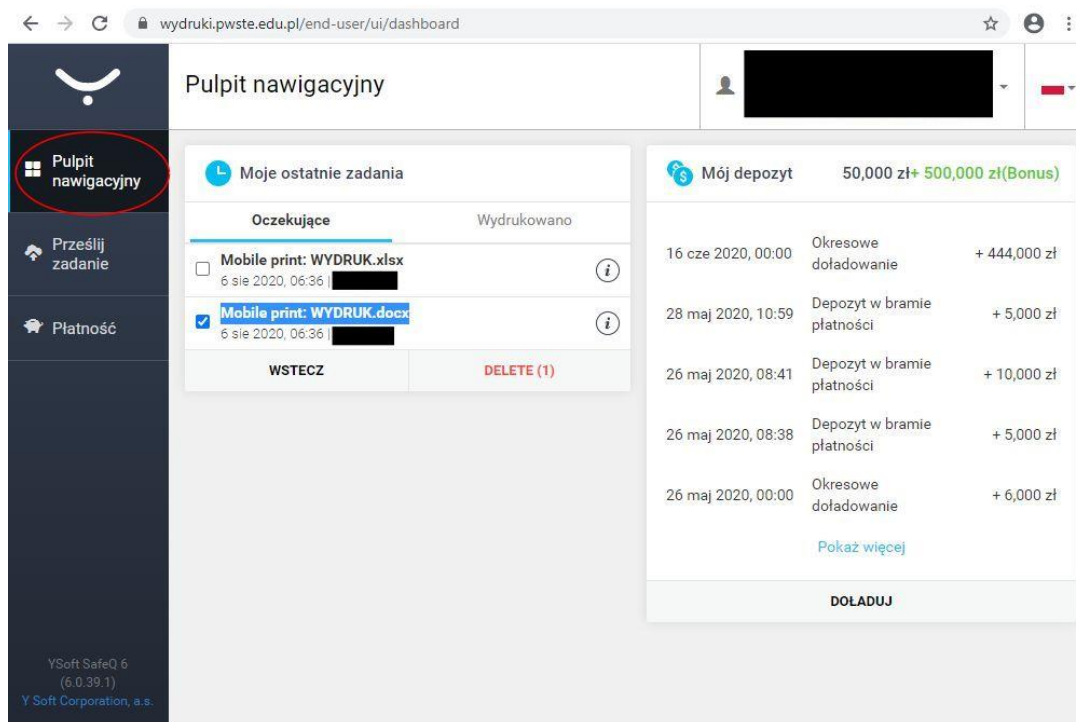 wydruki.pwste.edu.pl/end-user/ui/dashboard
Pulpit nawigacyjny
Pulpit
nawigacyjny
Prześlij
zadanie
Płatność
Moje ostatnie zadania
Oczekujące
Wydrukowano
Mobile print: WYDRUK.xlsx
6 sie 2020, 06:36 |
Mobile print: WYDRUK.docx
6 sie 2020, 06:36 |
WSTECZ
DELETE (1)
Mój depozyt
50,000 zł+ 500,000 zł(Bonus)
16 cze 2020, 00:00
Okresowe
doładowanie
+ 444,000 zł
28 maj 2020, 10:59
Depozyt w bramie
płatności
+ 5,000 zł
26 maj 2020, 08:41
Depozyt w bramie
płatności
+ 10,000 zł
26 maj 2020, 08:38
Depozyt w bramie
płatności
+ 5,000 zł
26 maj 2020, 00:00
Okresowe
doładowanie
+ 6,000 zł
Pokaż więcej
DOŁADUJ
YSoft SafeQ 6
(6.0.39.1)
Y Soft Corporation, a.s.